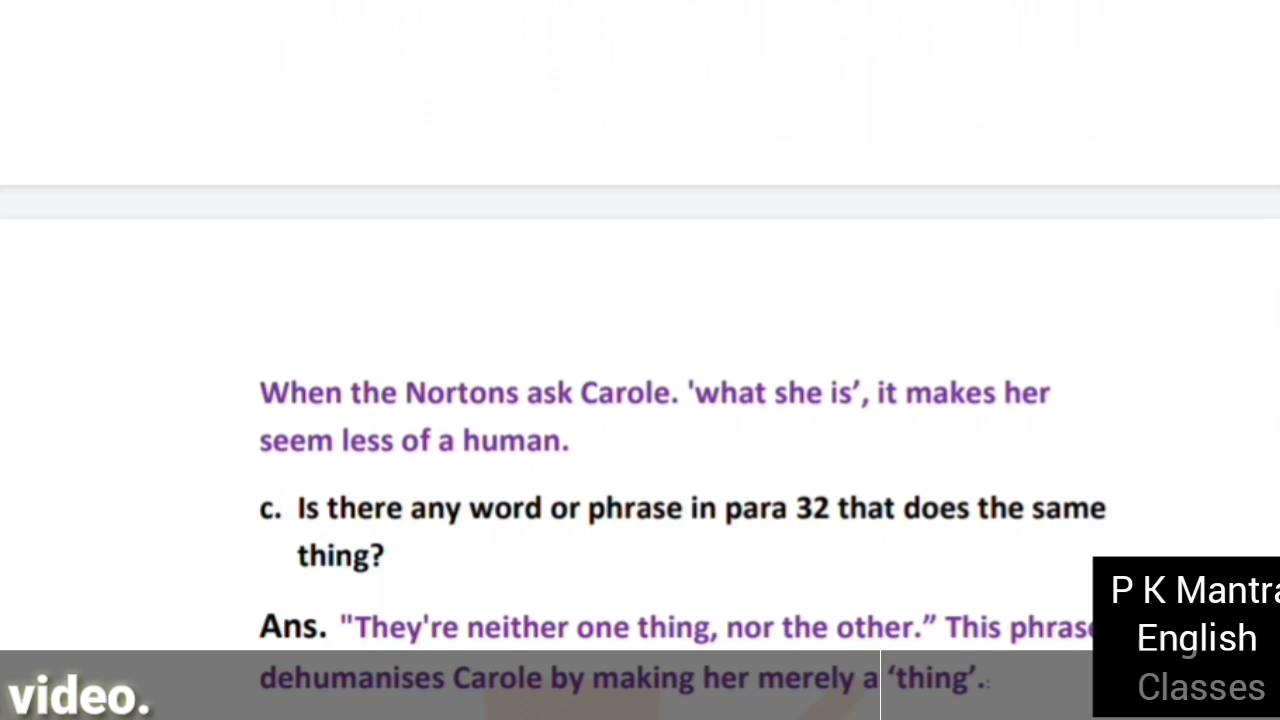 When the Nortons ask Carole. 'what she is’, it makes her
seem less of a human.
c. Is there any word or phrase in para 32 that does the same
thing?
Ans. "They're neither one thing, nor the other.” This phrase
dehumanises Carole by making her merely a ‘thing’.
video.
P K Mantra
English
Classes